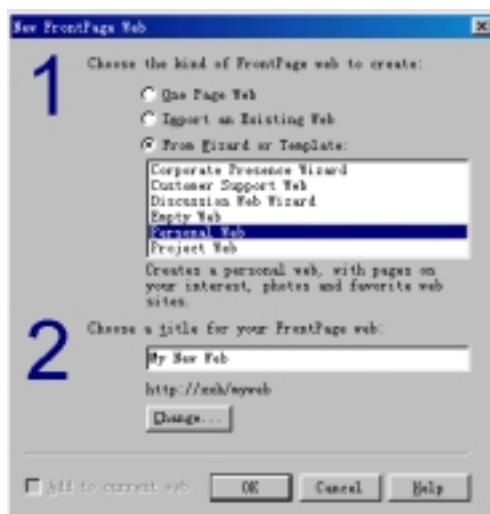 New FrontPage Web
1
Choose the kind of FrontPage web to create:
One Page Web
Import an Existing Web
From Wizard or Template:
Corporate Presence Wizard
Customer Support Web
Discussion Web Wizard
Empty Web
Personal Web
Project Web
Creates a personal web, with pages on
your interest, photos and favorite web
sites.
2
Choose a title for your FrontPage web:
My New Web
Change...
Add to current web
OK
Cancel
Help